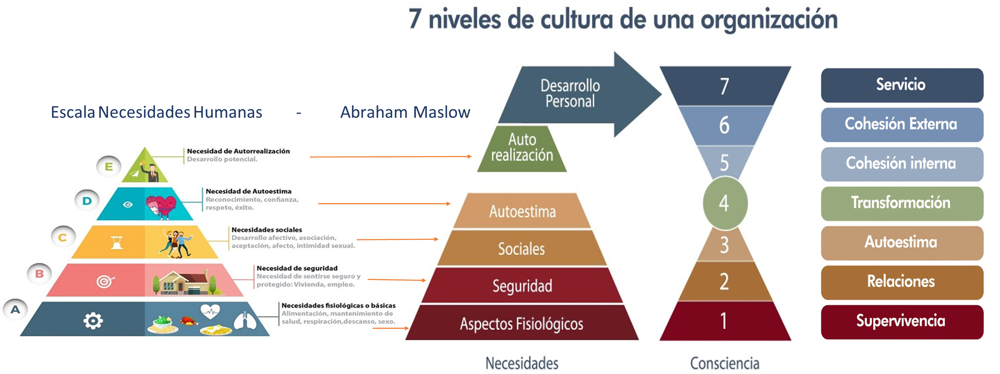 7 niveles de cultura de una organización
Escala Necesidades Humanas - Abraham Maslow
E
Necesidad de Autorrealización
Desarrollo potencial.
D
Necesidad de Autoestima
Reconocimiento, confianza,
respeto, éxito.
C
Necesidades sociales
Desarrollo afectivo, asociación,
aceptación, afecto, intimidad sexual.
B
Necesidad de seguridad
Necesidad de sentirse seguro y
protegido: Vivienda, empleo.
A
Necesidades fisiológicas o básicas
Alimentación, mantenimiento de
salud, respiración,descanso, sexo.
Desarrollo
Personal
Auto
realización
Autoestima
Sociales
Seguridad
Aspectos Fisiológicos
Necesidades
7
6
5
4
3
2
1
Consciencia
Servicio
Cohesión Externa
Cohesión interna
Transformación
Autoestima
Relaciones
Supervivencia